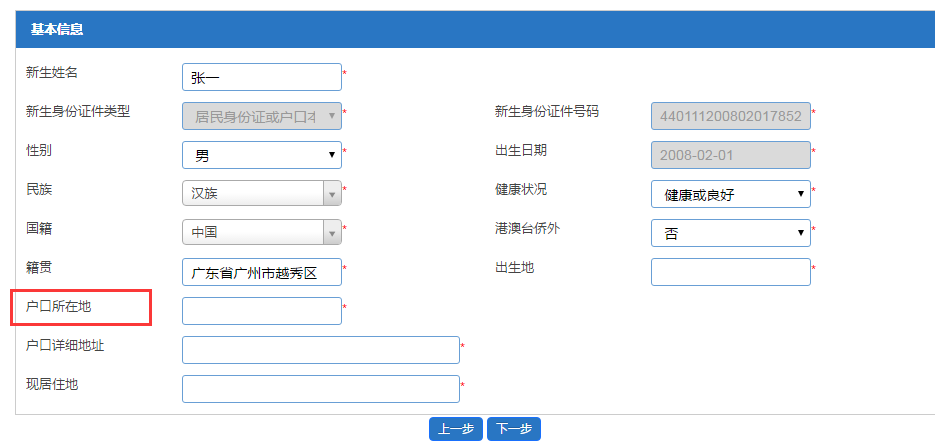 基本信息
新生姓名 张一 *
新生身份证件类型 居民身份证或户口本 * 新生身份证件号码 440111200802017852 *
性别 男 * 出生日期 2008-02-01 *
民族 汉族 * 健康状况 健康或良好 *
国籍 中国 * 港澳台侨外 否 *
籍贯 广东省广州市越秀区 * 出生地 *
户口所在地 *
户口详细地址 *
现居住地 *
上一步 下一步